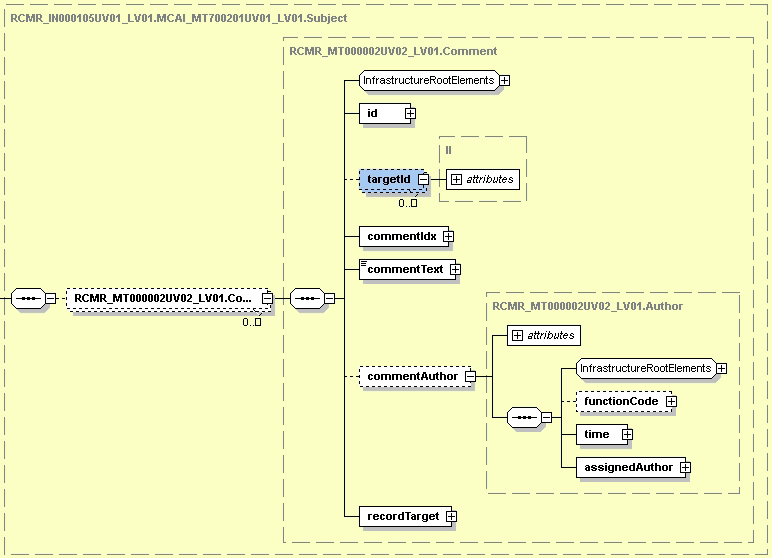 RCMR_IN000105UV01_LV01.MCAI_MT700201UV01_LV01.Subject
RCMR_MT000002UV02_LV01.Comment
InfrastructureRootElements
id
II
targetId
attributes
0..
commentIdx
commentText
RCMR_MT000002UV02_LV01.Co...
0..
RCMR_MT000002UV02_LV01.Author
attributes
commentAuthor
InfrastructureRootElements
functionCode
time
assignedAuthor
recordTarget